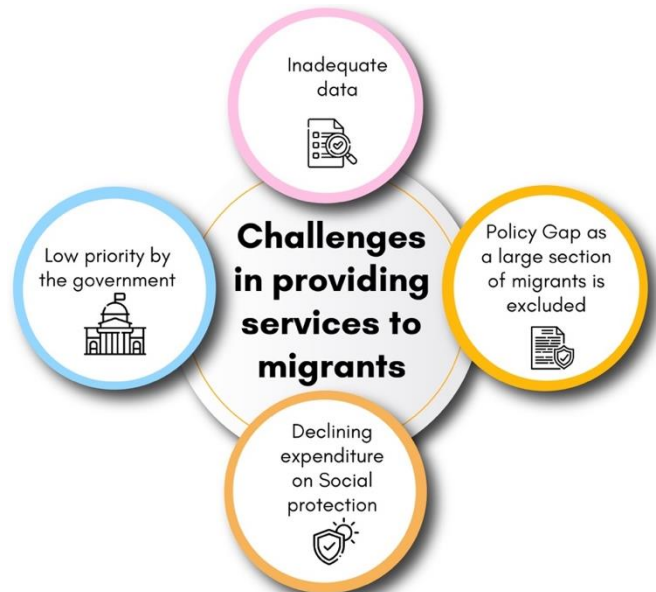 Inadequate
data
Challenges
in providing
services to
migrants
Policy Gap as
a large section
of migrants is
excluded
Declining
expenditure
on Social
protection
Low priority by
the government